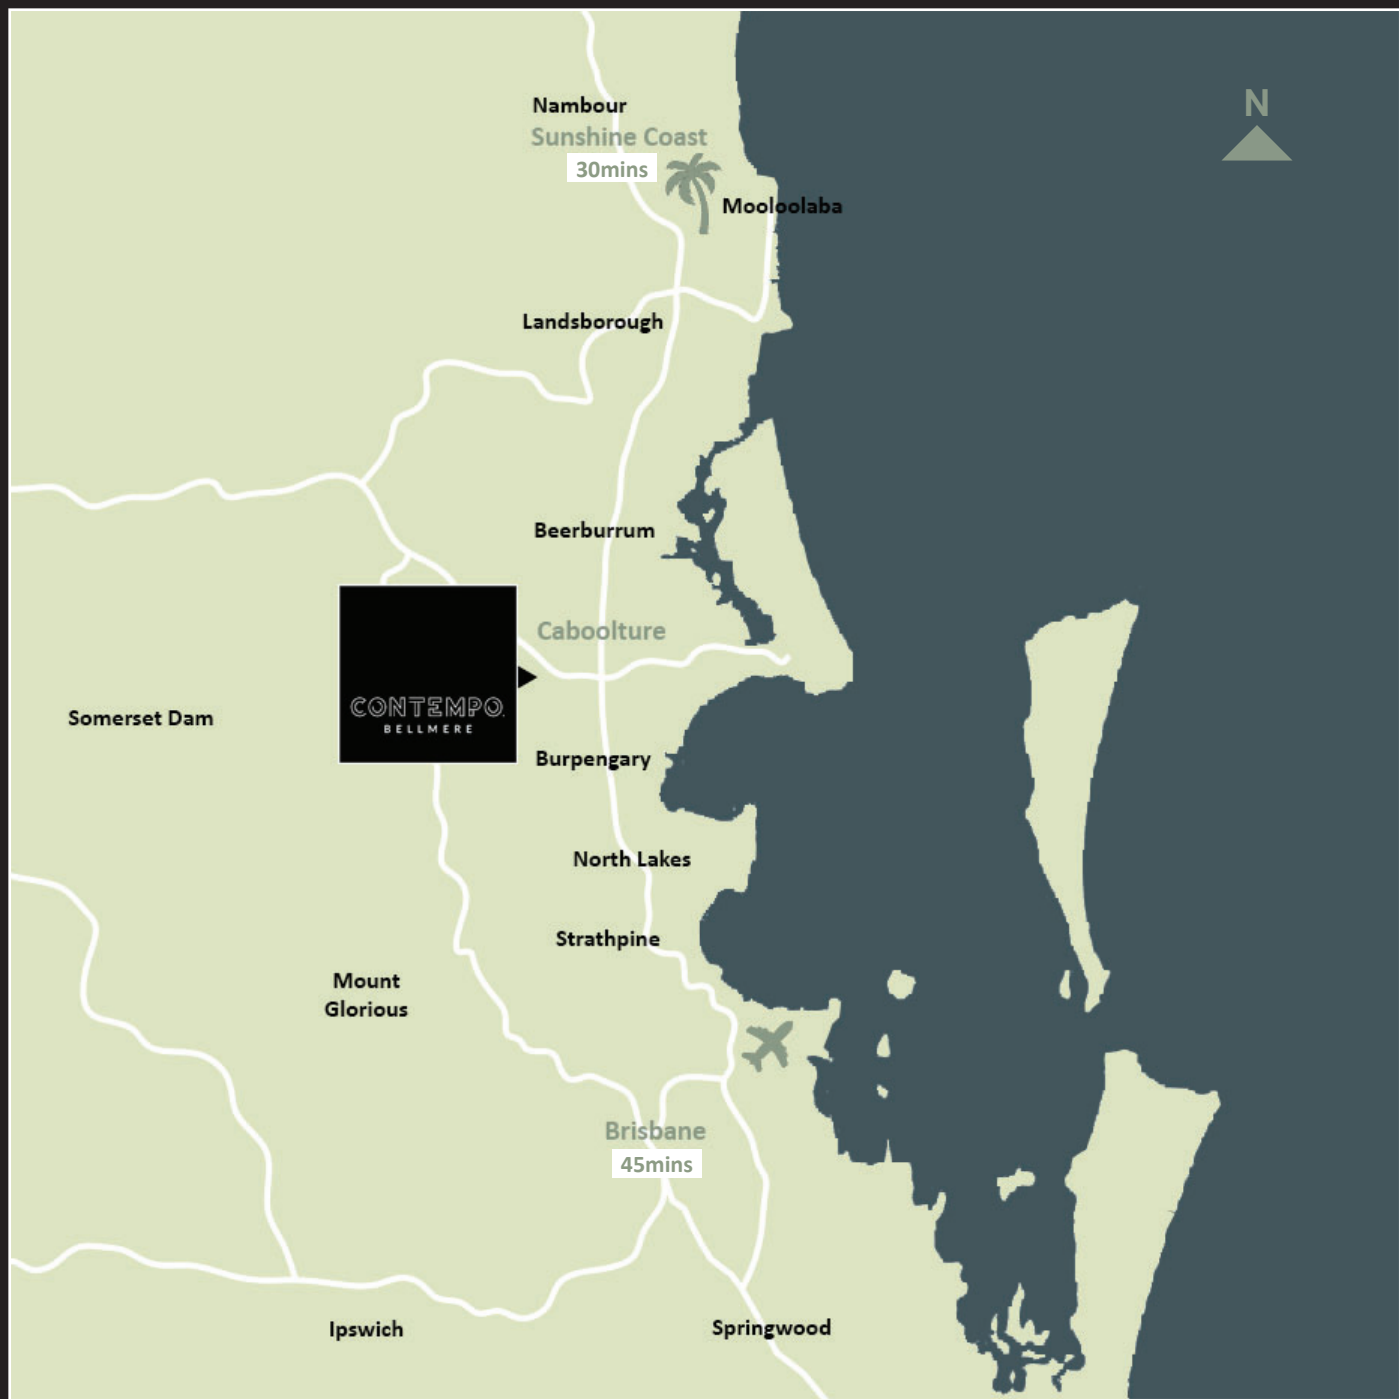 N
Nambour
Sunshine Coast
30mins
Mooloolaba
Landsborough
Beerburrum
Caboolture
CONTEMPO
BELLMERE
Somerset Dam
Burpengary
North Lakes
Strathpine
Mount
Glorious
Brisbane
45mins
Ipswich
Springwood